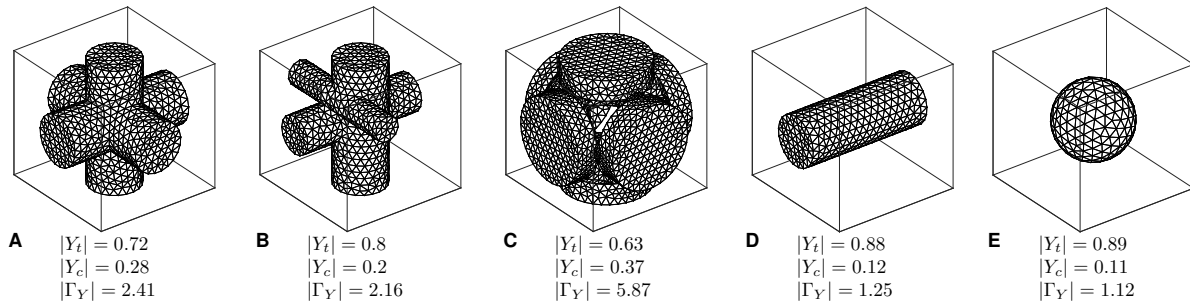 A |Y_t| = 0.72
|Y_c| = 0.28
|Γ_Y| = 2.41
B |Y_t| = 0.8
|Y_c| = 0.2
|Γ_Y| = 2.16
C |Y_t| = 0.63
|Y_c| = 0.37
|Γ_Y| = 5.87
D |Y_t| = 0.88
|Y_c| = 0.12
|Γ_Y| = 1.25
E |Y_t| = 0.89
|Y_c| = 0.11
|Γ_Y| = 1.12